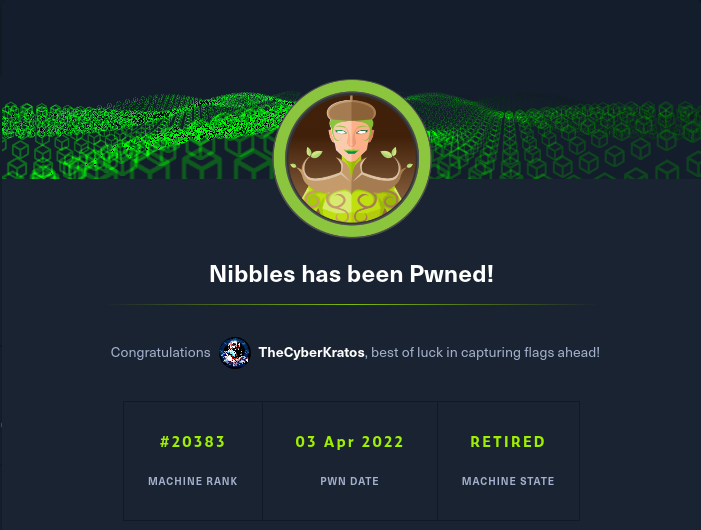 Nibbles has been Pwned!
Congratulations TheCyberKratos, best of luck in capturing flags ahead!
#20383 03 Apr 2022 RETIRED
MACHINE RANK PWN DATE MACHINE STATE